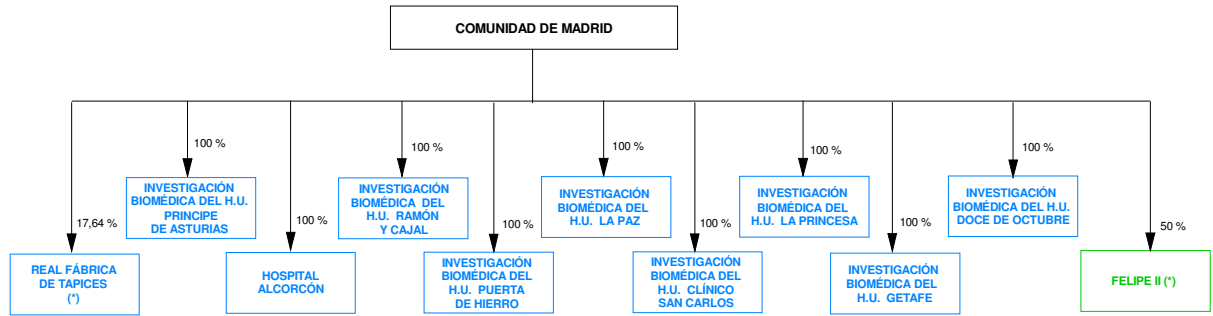 COMUNIDAD DE MADRID
17,64 %
REAL FÁBRICA
DE TAPICES
(*)
100 %
INVESTIGACIÓN
BIOMÉDICA DEL H.U.
PRINCIPE
DE ASTURIAS
100 %
HOSPITAL
ALCORCÓN
100 %
INVESTIGACIÓN
BIOMÉDICA DEL
H.U. RAMÓN
Y CAJAL
100 %
INVESTIGACIÓN
BIOMÉDICA DEL
H.U. PUERTA
DE HIERRO
100 %
INVESTIGACIÓN
BIOMÉDICA DEL
H.U. LA PAZ
100 %
INVESTIGACIÓN
BIOMÉDICA DEL
H.U. CLÍNICO
SAN CARLOS
100 %
INVESTIGACIÓN
BIOMÉDICA DEL
H.U. LA PRINCESA
100 %
INVESTIGACIÓN
BIOMÉDICA DEL
H.U. GETAFE
100 %
INVESTIGACIÓN
BIOMÉDICA DEL H.U.
DOCE DE OCTUBRE
50 %
FELIPE II (*)